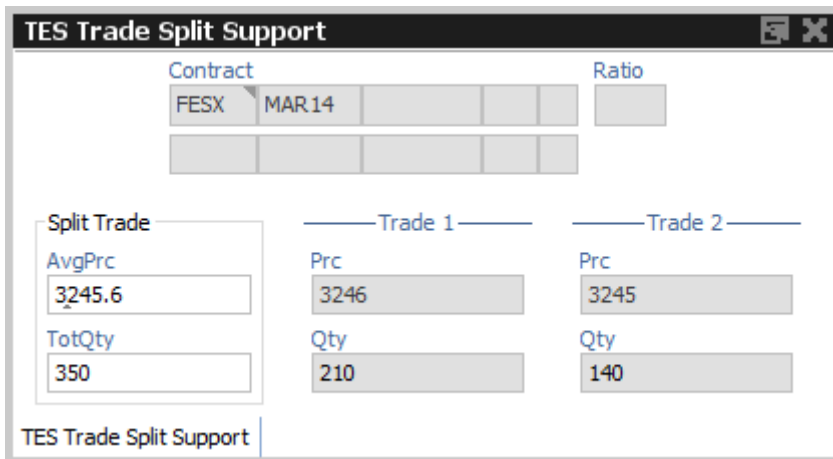 TES Trade Split Support
Contract Ratio
FESX MAR14
Split Trade Trade 1 Trade 2
AvgPrc Prc Prc
3245.6 3246 3245
TotQty Qty Qty
350 210 140
TES Trade Split Support